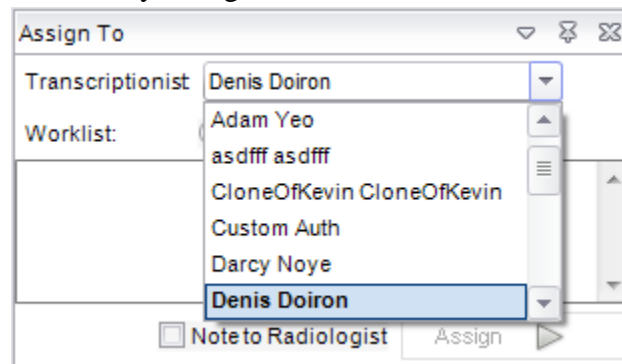 Assign To
Transcriptionist Denis Doiron
Worklist:
Adam Yeo
asdfff asdfff
CloneOfKevin CloneOfKevin
Custom Auth
Darcy Noye
Denis Doiron
Note to Radiologist Assign